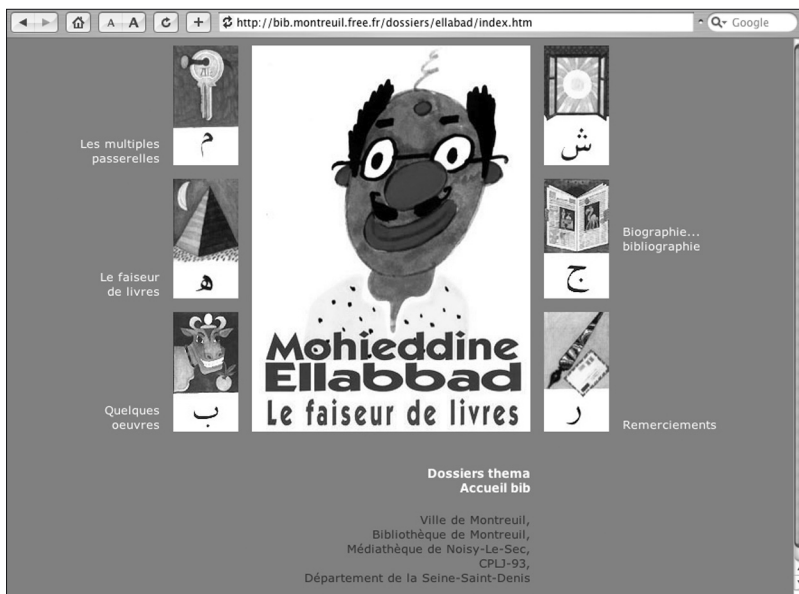 A A
http://bib.montreuil.free.fr/dossiers/ellabad/index.htm
Google
Les multiples
passerelles
م
Le faiseur
de livres
ه
Quelques
oeuvres
ب
Mohieddine
Ellabbad
Le faiseur de livres
ش
ج
Biographie...
bibliographie
ر
Remerciements
Dossiers thema
Accueil bib
Ville de Montreuil,
Bibliothèque de Montreuil,
Médiathèque de Noisy-Le-Sec,
CPLJ-93,
Département de la Seine-Saint-Denis